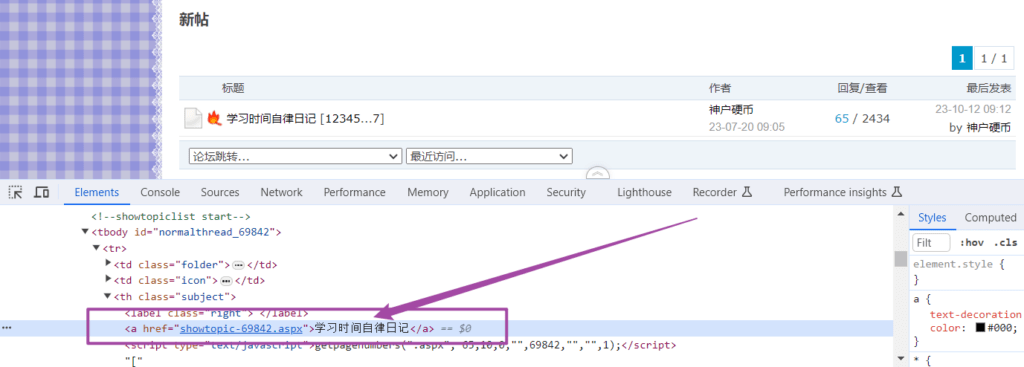 新帖
1 1 / 1
标题 作者 回复/查看 最后发表
学习时间自律日记 [12345...7] 神户硬币 65 / 2434 23-10-12 09:12
23-07-20 09:05 by 神户硬币
论坛跳转... 最近访问...
Elements Console Sources Network Performance Memory Application Security Lighthouse Recorder Performance insights
Styles Computed
<!--showtopiclist start-->
▼<tbody id="normalthread_69842">
▼<tr>
▶<td class="folder">⋯</td>
▶<td class="icon">⋯</td>
▼<th class="subject">
<label class="right"> </label>
⋯ <a href="showtopic-69842.aspx">学习时间自律日记</a> == $0
<script type="text/javascript">getpagenumbers(".aspx", 65,10,0,"",69842,"","",1);</script>
"["
Filt :hov .cls
element.style {
}
a {
text-decoration
color: #000;
}
* {